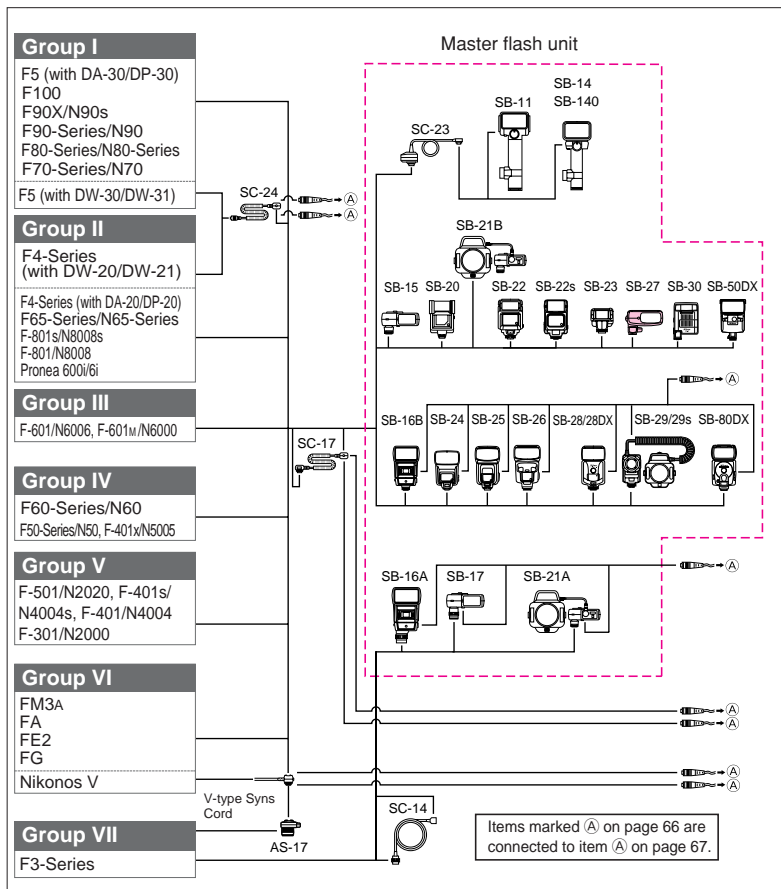 Group I
F5 (with DA-30/DP-30)
F100
F90X/N90s
F90-Series/N90
F80-Series/N80-Series
F70-Series/N70
F5 (with DW-30/DW-31)
Group II
F4-Series
(with DW-20/DW-21)
F4-Series (with DA-20/DP-20)
F65-Series/N65-Series
F-801s/N8008s
F-801/N8008
Pronea 600i/6i
Group III
F-601/N6006, F-601M/N6000
Group IV
F60-Series/N60
F50-Series/N50, F-401x/N5005
Group V
F-501/N2020, F-401s/
N4004s, F-401/N4004
F-301/N2000
Group VI
FM3A
FA
FE2
FG
Nikonos V
Group VII
F3-Series
SC-24
Ⓐ
Ⓐ
SC-17
V-type Syns
Cord
AS-17
SC-14
Master flash unit
SC-23
SB-11
SB-14
SB-140
SB-21B
SB-15
SB-20
SB-22
SB-22s
SB-23
SB-27
SB-30
SB-50DX
Ⓐ
SB-16B
SB-24
SB-25
SB-26
SB-28/28DX
SB-29/29s
SB-80DX
SB-16A
SB-17
SB-21A
Ⓐ
Ⓐ
Ⓐ
Ⓐ
Ⓐ
Items marked Ⓐ on page 66 are
connected to item Ⓐ on page 67.